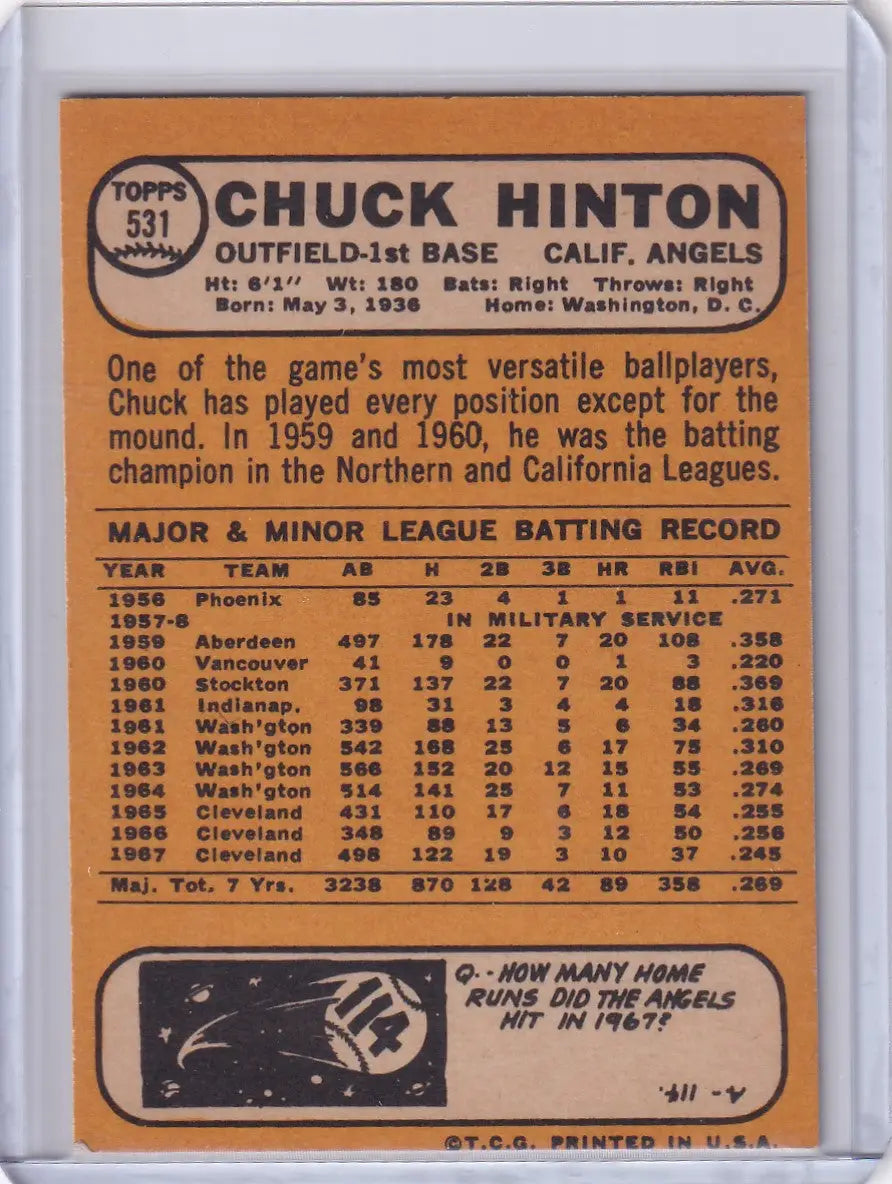 TOPPS
531
CHUCK HINTON
OUTFIELD-1st BASE CALIF. ANGELS
Ht: 6'1" Wt: 180 Bats: Right Throws: Right
Born: May 3, 1936 Home: Washington, D. C.
One of the game's most versatile ballplayers,
Chuck has played every position except for the
mound. In 1959 and 1960, he was the batting
champion in the Northern and California Leagues.
MAJOR & MINOR LEAGUE BATTING RECORD
YEAR TEAM AB H 2B 3B HR RBI AVG.
1956 Phoenix 85 23 4 1 1 11 .271
1957-8 IN MILITARY SERVICE
1959 Aberdeen 497 178 22 7 20 108 .358
1960 Vancouver 41 9 0 0 1 3 .220
1960 Stockton 371 137 22 7 20 88 .369
1961 Indianap. 98 31 3 4 4 18 .316
1961 Wash'gton 339 88 13 5 6 34 .260
1962 Wash'gton 542 168 25 6 17 75 .310
1963 Wash'gton 566 152 20 12 15 55 .269
1964 Wash'gton 514 141 25 7 11 53 .274
1965 Cleveland 431 110 17 6 18 54 .255
1966 Cleveland 348 89 9 3 12 50 .256
1967 Cleveland 498 122 19 3 10 37 .245
Maj. Tot. 7 Yrs. 3238 870 128 42 89 358 .269
114
Q.-HOW MANY HOME
RUNS DID THE ANGELS
HIT IN 1967?
A- 114.
©T.C.G. PRINTED IN U.S.A.